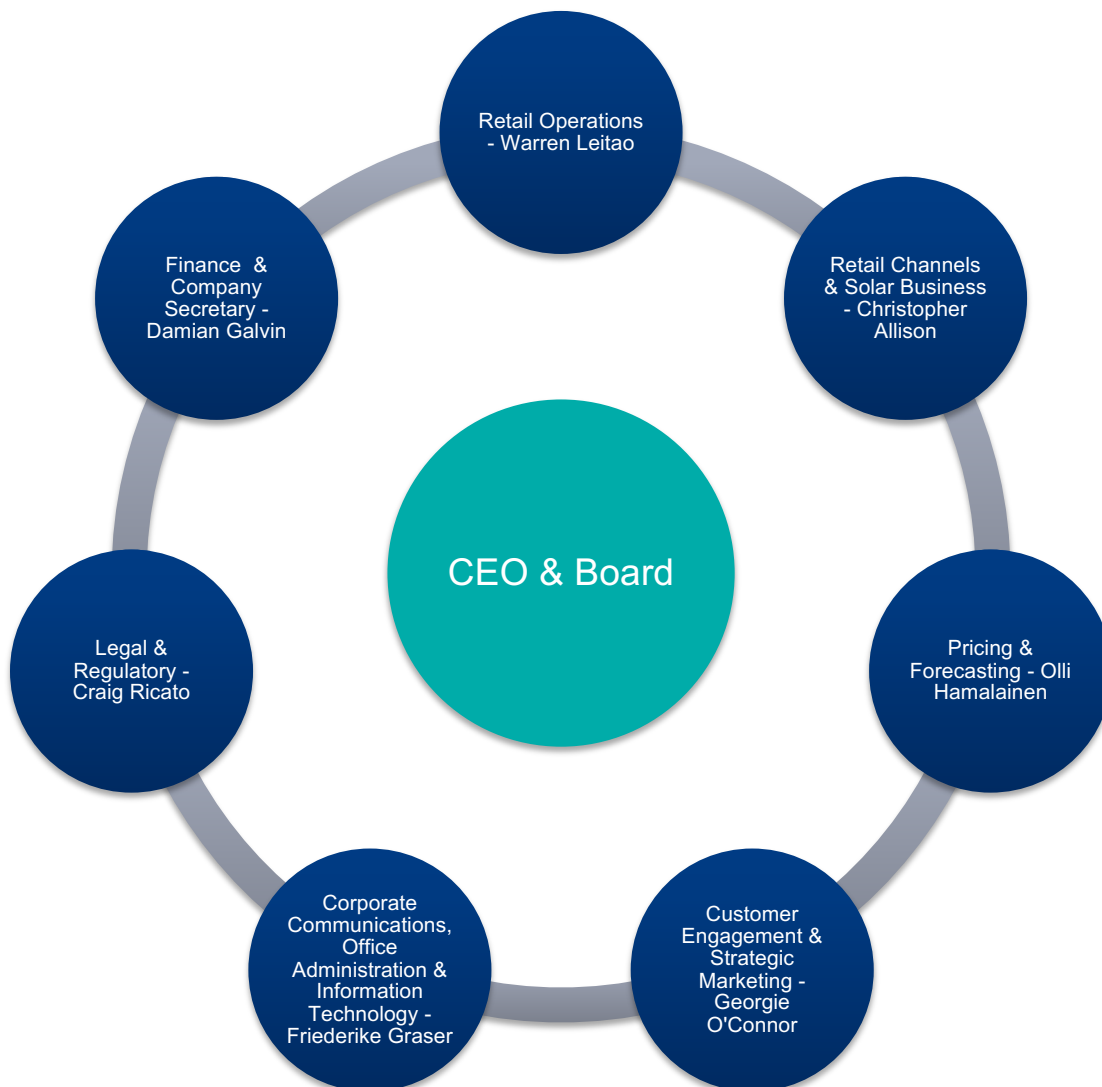 Retail Operations
- Warren Leitao
Retail Channels
& Solar Business
- Christopher
Allison
Pricing &
Forecasting - Olli
Hamalainen
Customer
Engagement &
Strategic
Marketing -
Georgie
O'Connor
Corporate
Communications,
Office
Administration &
Information
Technology -
Friederike Graser
Legal &
Regulatory -
Craig Ricato
Finance  &
Company
Secretary -
Damian Galvin
CEO & Board